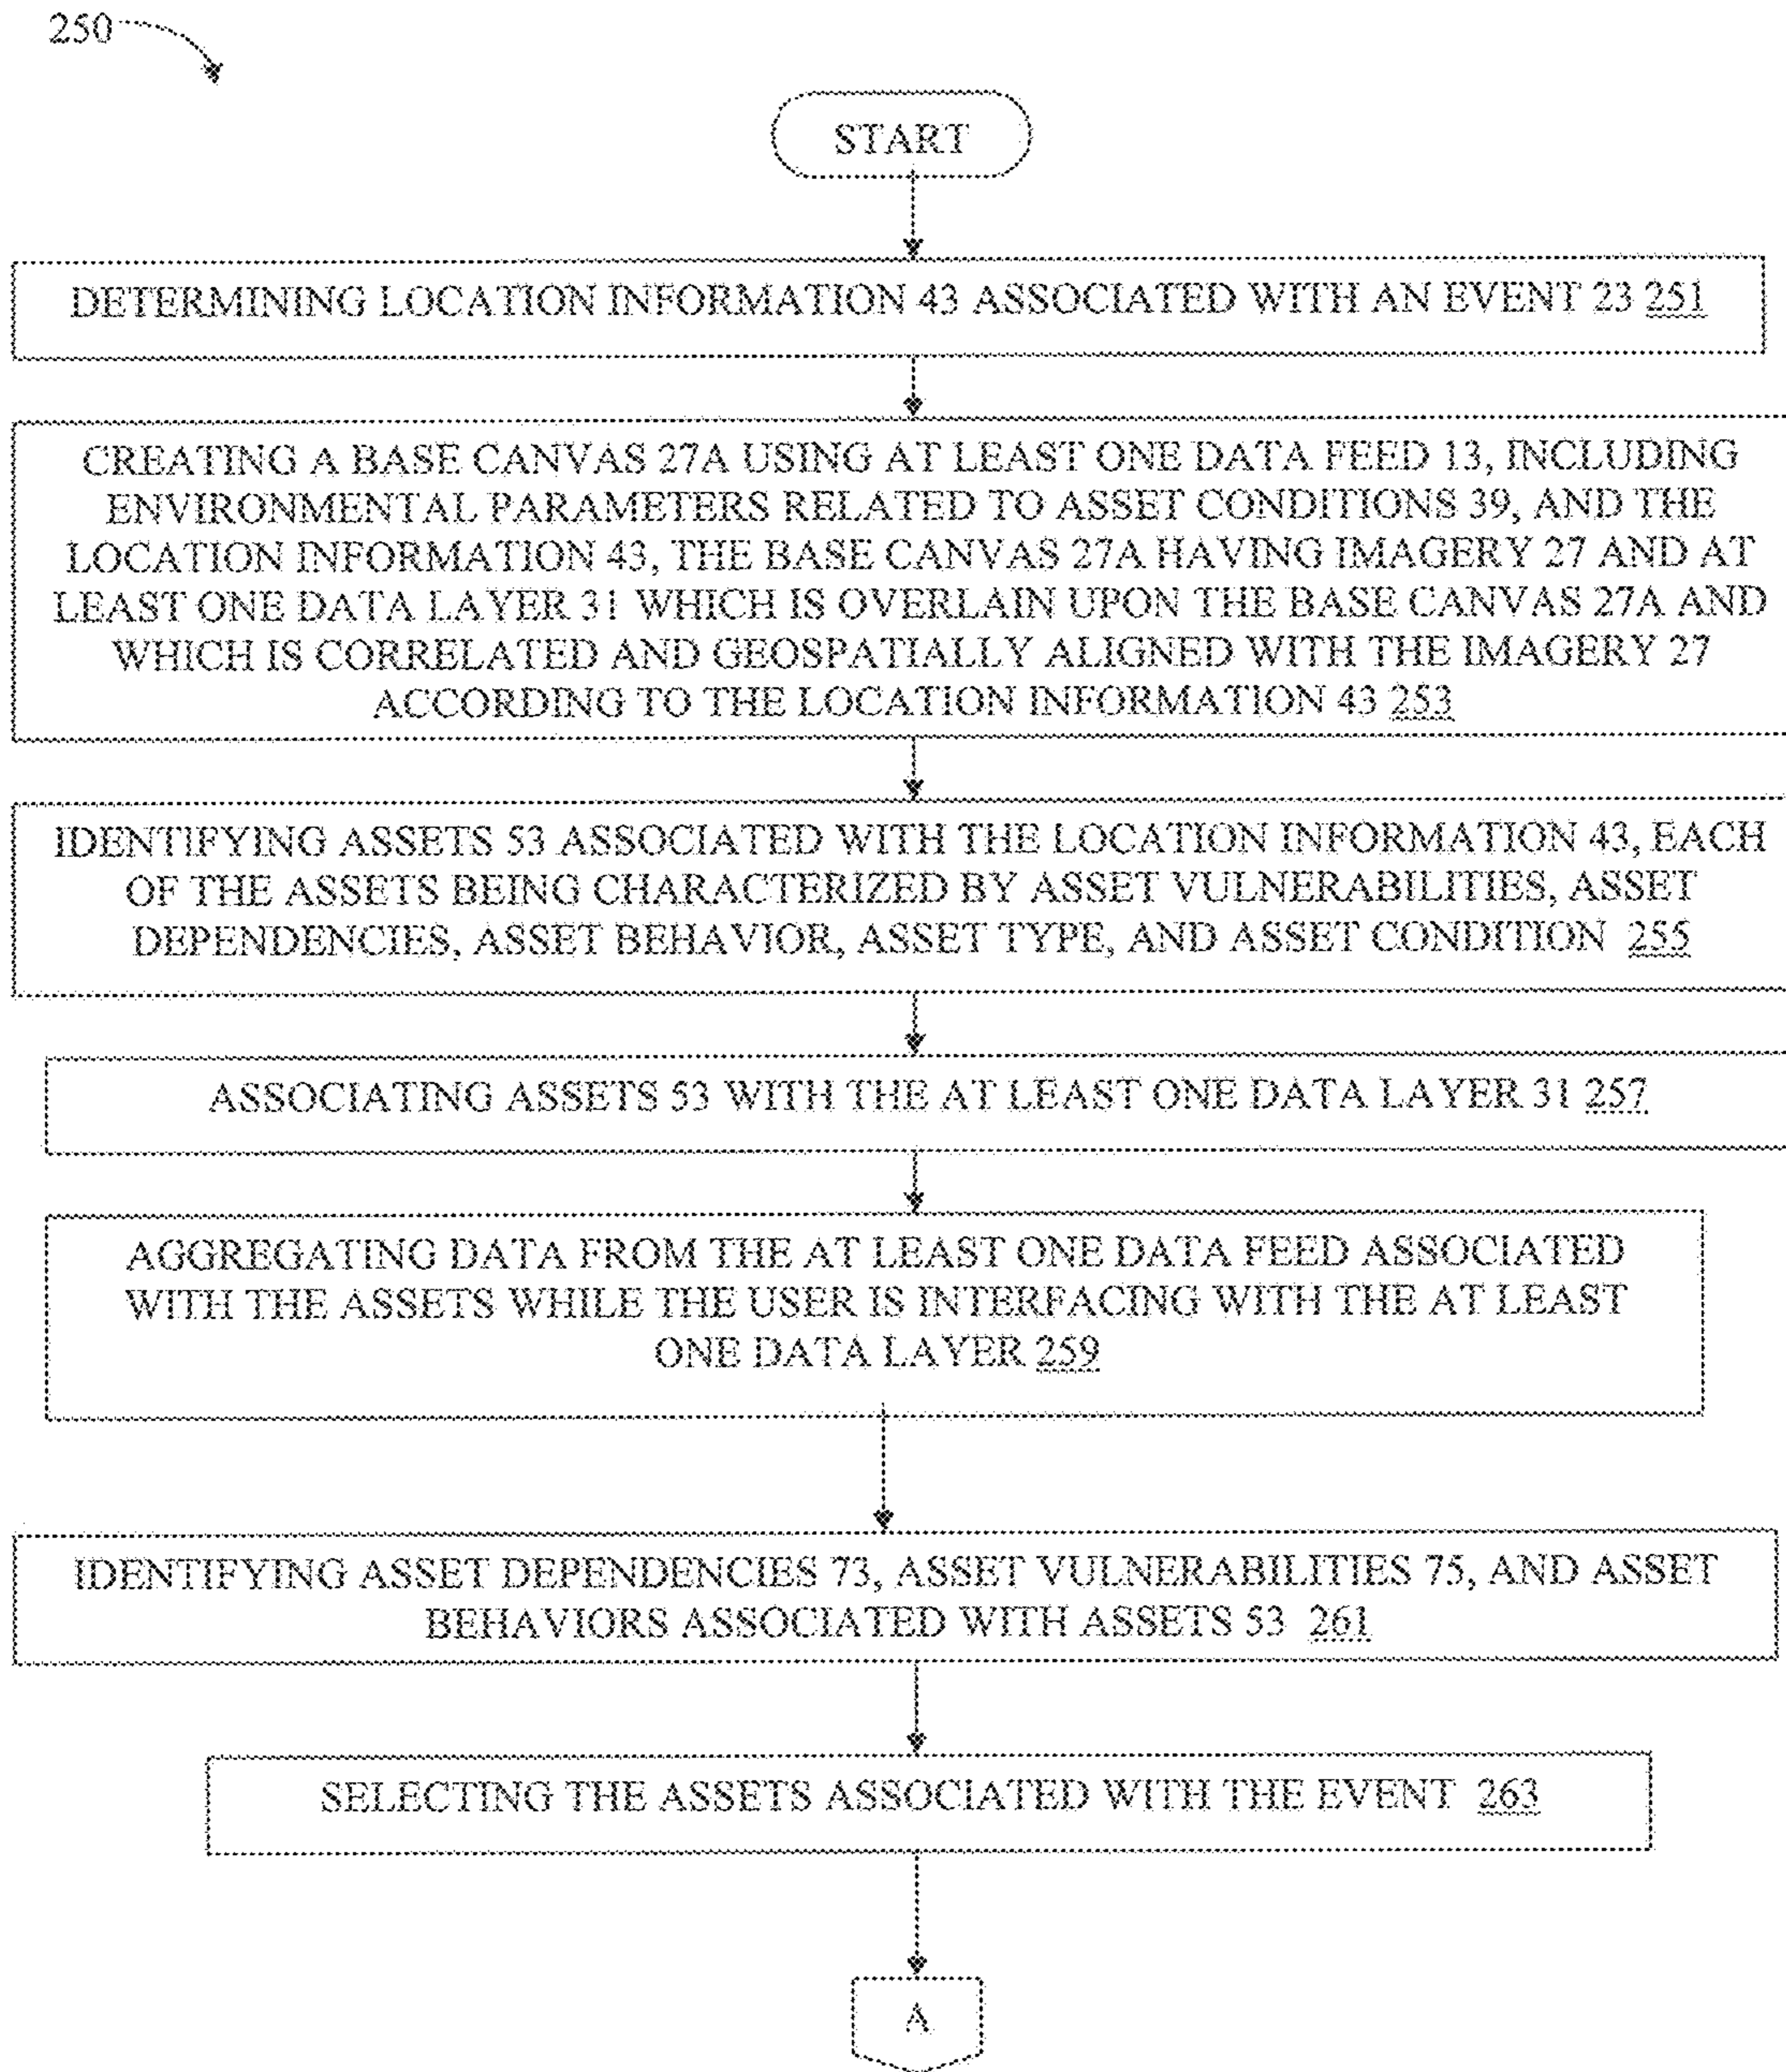 250
START
DETERMINING LOCATION INFORMATION 43 ASSOCIATED WITH AN EVENT 23 251
CREATING A BASE CANVAS 27A USING AT LEAST ONE DATA FEED 13, INCLUDING
ENVIRONMENTAL PARAMETERS RELATED TO ASSET CONDITIONS 39, AND THE
LOCATION INFORMATION 43, THE BASE CANVAS 27A HAVING IMAGERY 27 AND AT
LEAST ONE DATA LAYER 31 WHICH IS OVERLAIN UPON THE BASE CANVAS 27A AND
WHICH IS CORRELATED AND GEOSPATIALLY ALIGNED WITH THE IMAGERY 27
ACCORDING TO THE LOCATION INFORMATION 43 253
IDENTIFYING ASSETS 53 ASSOCIATED WITH THE LOCATION INFORMATION 43, EACH
OF THE ASSETS BEING CHARACTERIZED BY ASSET VULNERABILITIES, ASSET
DEPENDENCIES, ASSET BEHAVIOR, ASSET TYPE, AND ASSET CONDITION 255
ASSOCIATING ASSETS 53 WITH THE AT LEAST ONE DATA LAYER 31 257
AGGREGATING DATA FROM THE AT LEAST ONE DATA FEED ASSOCIATED
WITH THE ASSETS WHILE THE USER IS INTERFACING WITH THE AT LEAST
ONE DATA LAYER 259
IDENTIFYING ASSET DEPENDENCIES 73, ASSET VULNERABILITIES 75, AND ASSET
BEHAVIORS ASSOCIATED WITH ASSETS 53 261
SELECTING THE ASSETS ASSOCIATED WITH THE EVENT 263
A